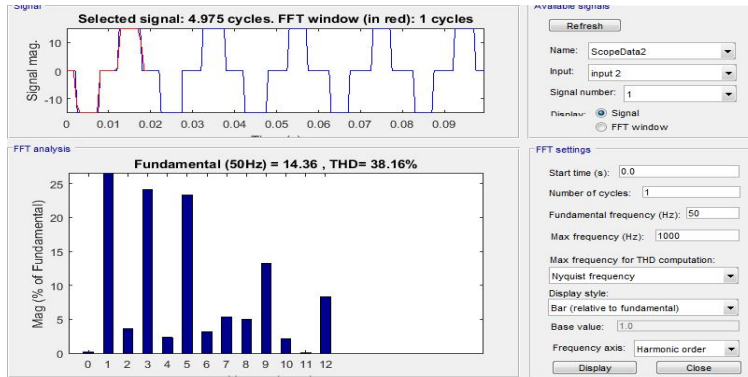 Signal
Selected signal: 4.975 cycles. FFT window (in red): 1 cycles
Signal mag.
10
0
-10
0 0.01 0.02 0.03 0.04 0.05 0.06 0.07 0.08 0.09
FFT analysis
Fundamental (50Hz) = 14.36 , THD= 38.16%
Mag (% of Fundamental)
25
20
15
10
5
0
0 1 2 3 4 5 6 7 8 9 10 11 12
Available signals
Refresh
Name: ScopeData2
Input: input 2
Signal number: 1
Display: Signal
FFT window
FFT settings
Start time (s): 0.0
Number of cycles: 1
Fundamental frequency (Hz): 50
Max frequency (Hz): 1000
Max frequency for THD computation:
Nyquist frequency
Display style:
Bar (relative to fundamental)
Base value: 1.0
Frequency axis: Harmonic order
Display Close